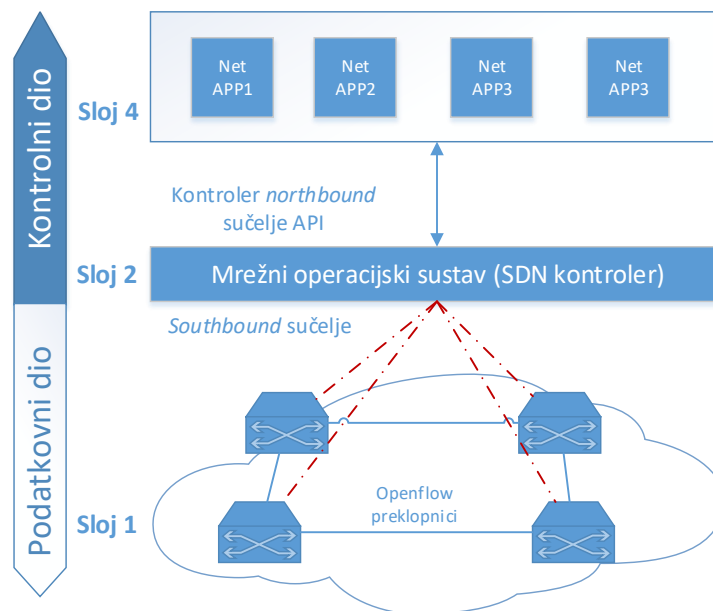 Kontrolni dio
Podatkovni dio
Net
APP1
Net
APP2
Net
APP3
Net
APP3
Sloj 4
Kontroler northbound
sučelje API
Sloj 2
Mrežni operacijski sustav (SDN kontroler)
Southbound sučelje
Openflow
preklopnici
Sloj 1